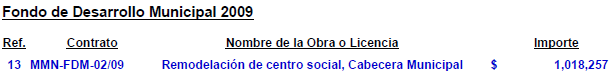 Fondo de Desarrollo Municipal 2009
Ref. Contrato Nombre de la Obra o Licencia Importe
13 MMN-FDM-02/09 Remodelación de centro social, Cabecera Municipal $ 1,018,257